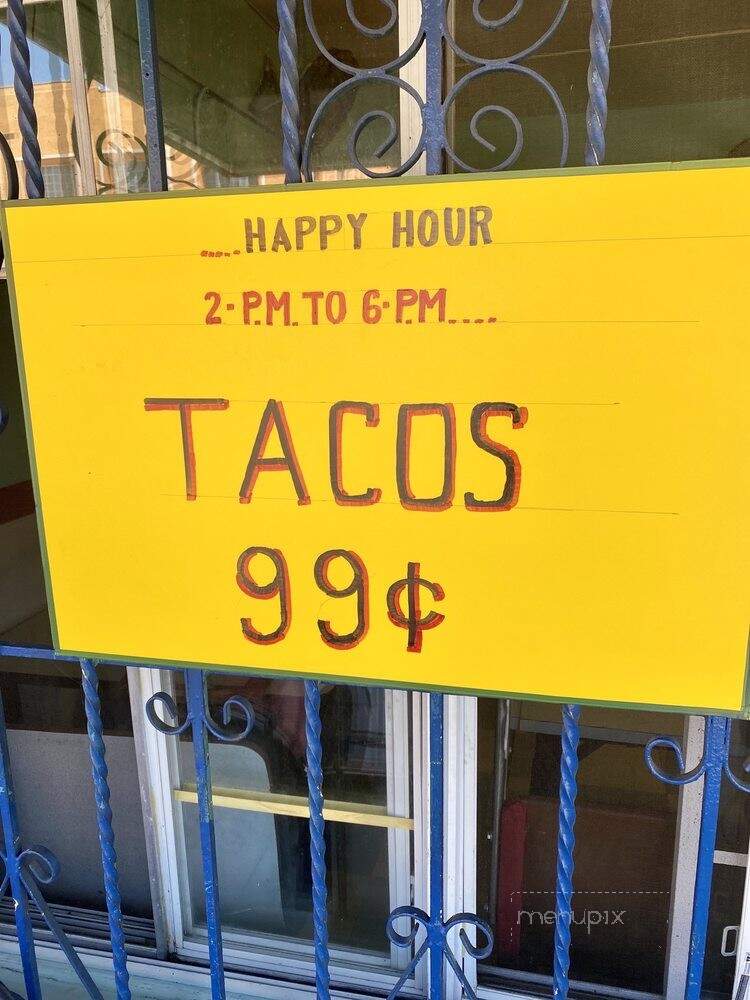 ....HAPPY HOUR
2-P.M. TO 6-P.M....
TACOS
99¢
menupix